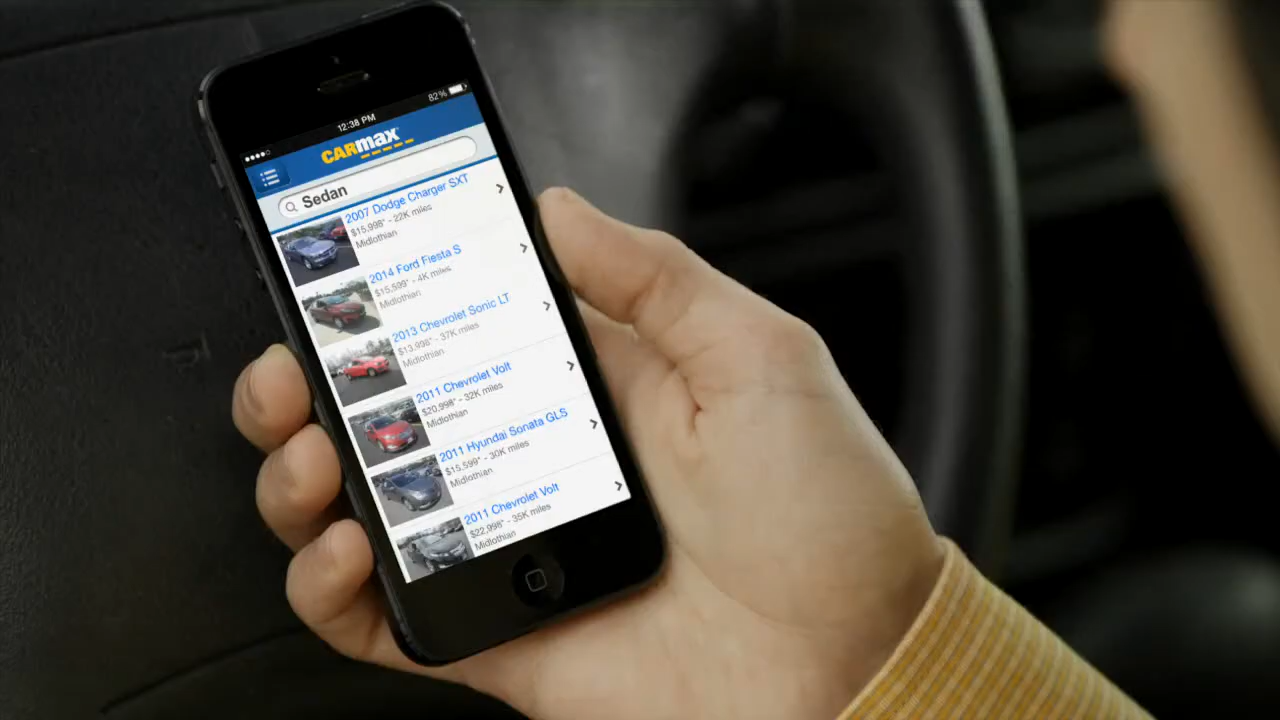 82%
12:38 PM
CARmax
Sedan
2007 Dodge Charger SXT
$15,998* - 22K miles
Midlothian
2014 Ford Fiesta S
$15,599* - 4K miles
Midlothian
2013 Chevrolet Sonic LT
$13,998* - 37K miles
Midlothian
2011 Chevrolet Volt
$20,998* - 32K miles
Midlothian
2011 Hyundai Sonata GLS
$15,599* - 30K miles
Midlothian
2011 Chevrolet Volt
$22,998* - 35K miles
Midlothian